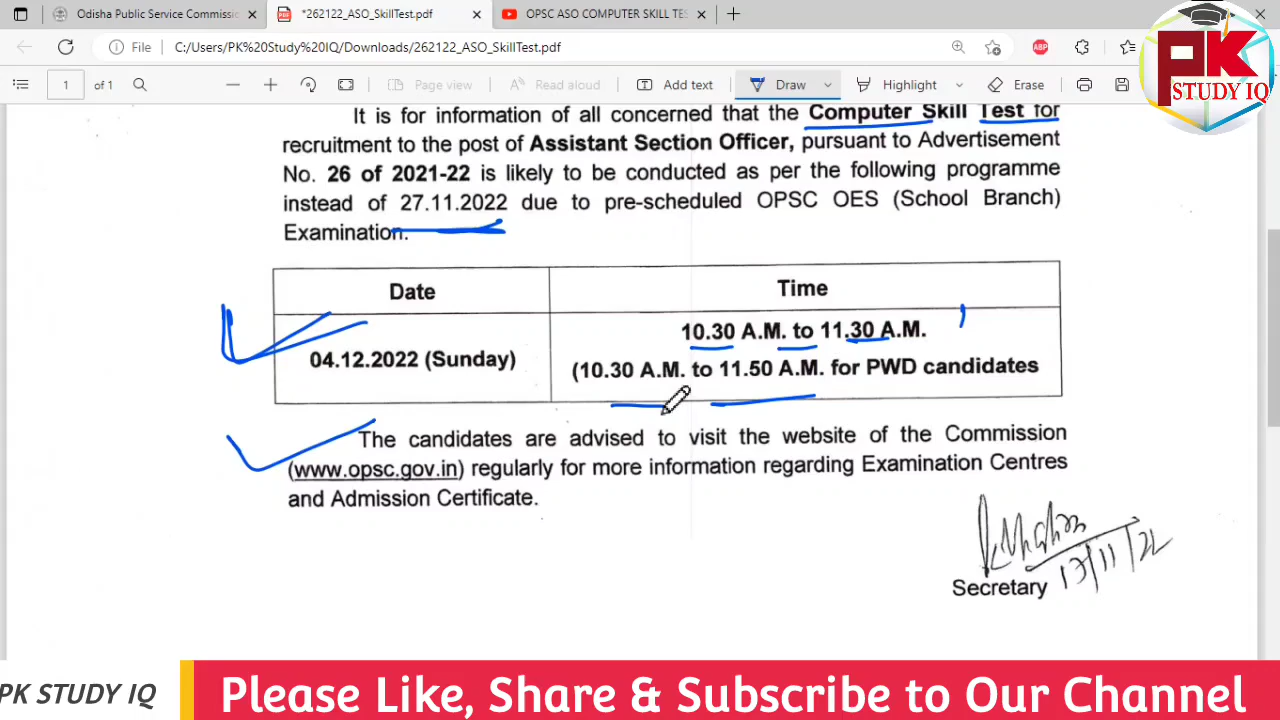 Odisha Public Service Commissi
*262122_ASO_SkillTest.pdf
OPSC ASO COMPUTER SKILL TES
File
C:/Users/PK%20Study%20IQ/Downloads/262122_ASO_SkillTest.pdf
ABP
1
of 1
Page view
Read aloud
Add text
Draw
Highlight
Erase
PK
STUDY IQ
It is for information of all concerned that the Computer Skill Test for
recruitment to the post of Assistant Section Officer, pursuant to Advertisement
No. 26 of 2021-22 is likely to be conducted as per the following programme
instead of 27.11.2022 due to pre-scheduled OPSC OES (School Branch)
Examination.
Date Time
04.12.2022 (Sunday)
10.30 A.M. to 11.30 A.M.
(10.30 A.M. to 11.50 A.M. for PWD candidates
The candidates are advised to visit the website of the Commission
(www.opsc.gov.in) regularly for more information regarding Examination Centres
and Admission Certificate.
Secretary
PK STUDY IQ
Please Like, Share & Subscribe to Our Channel